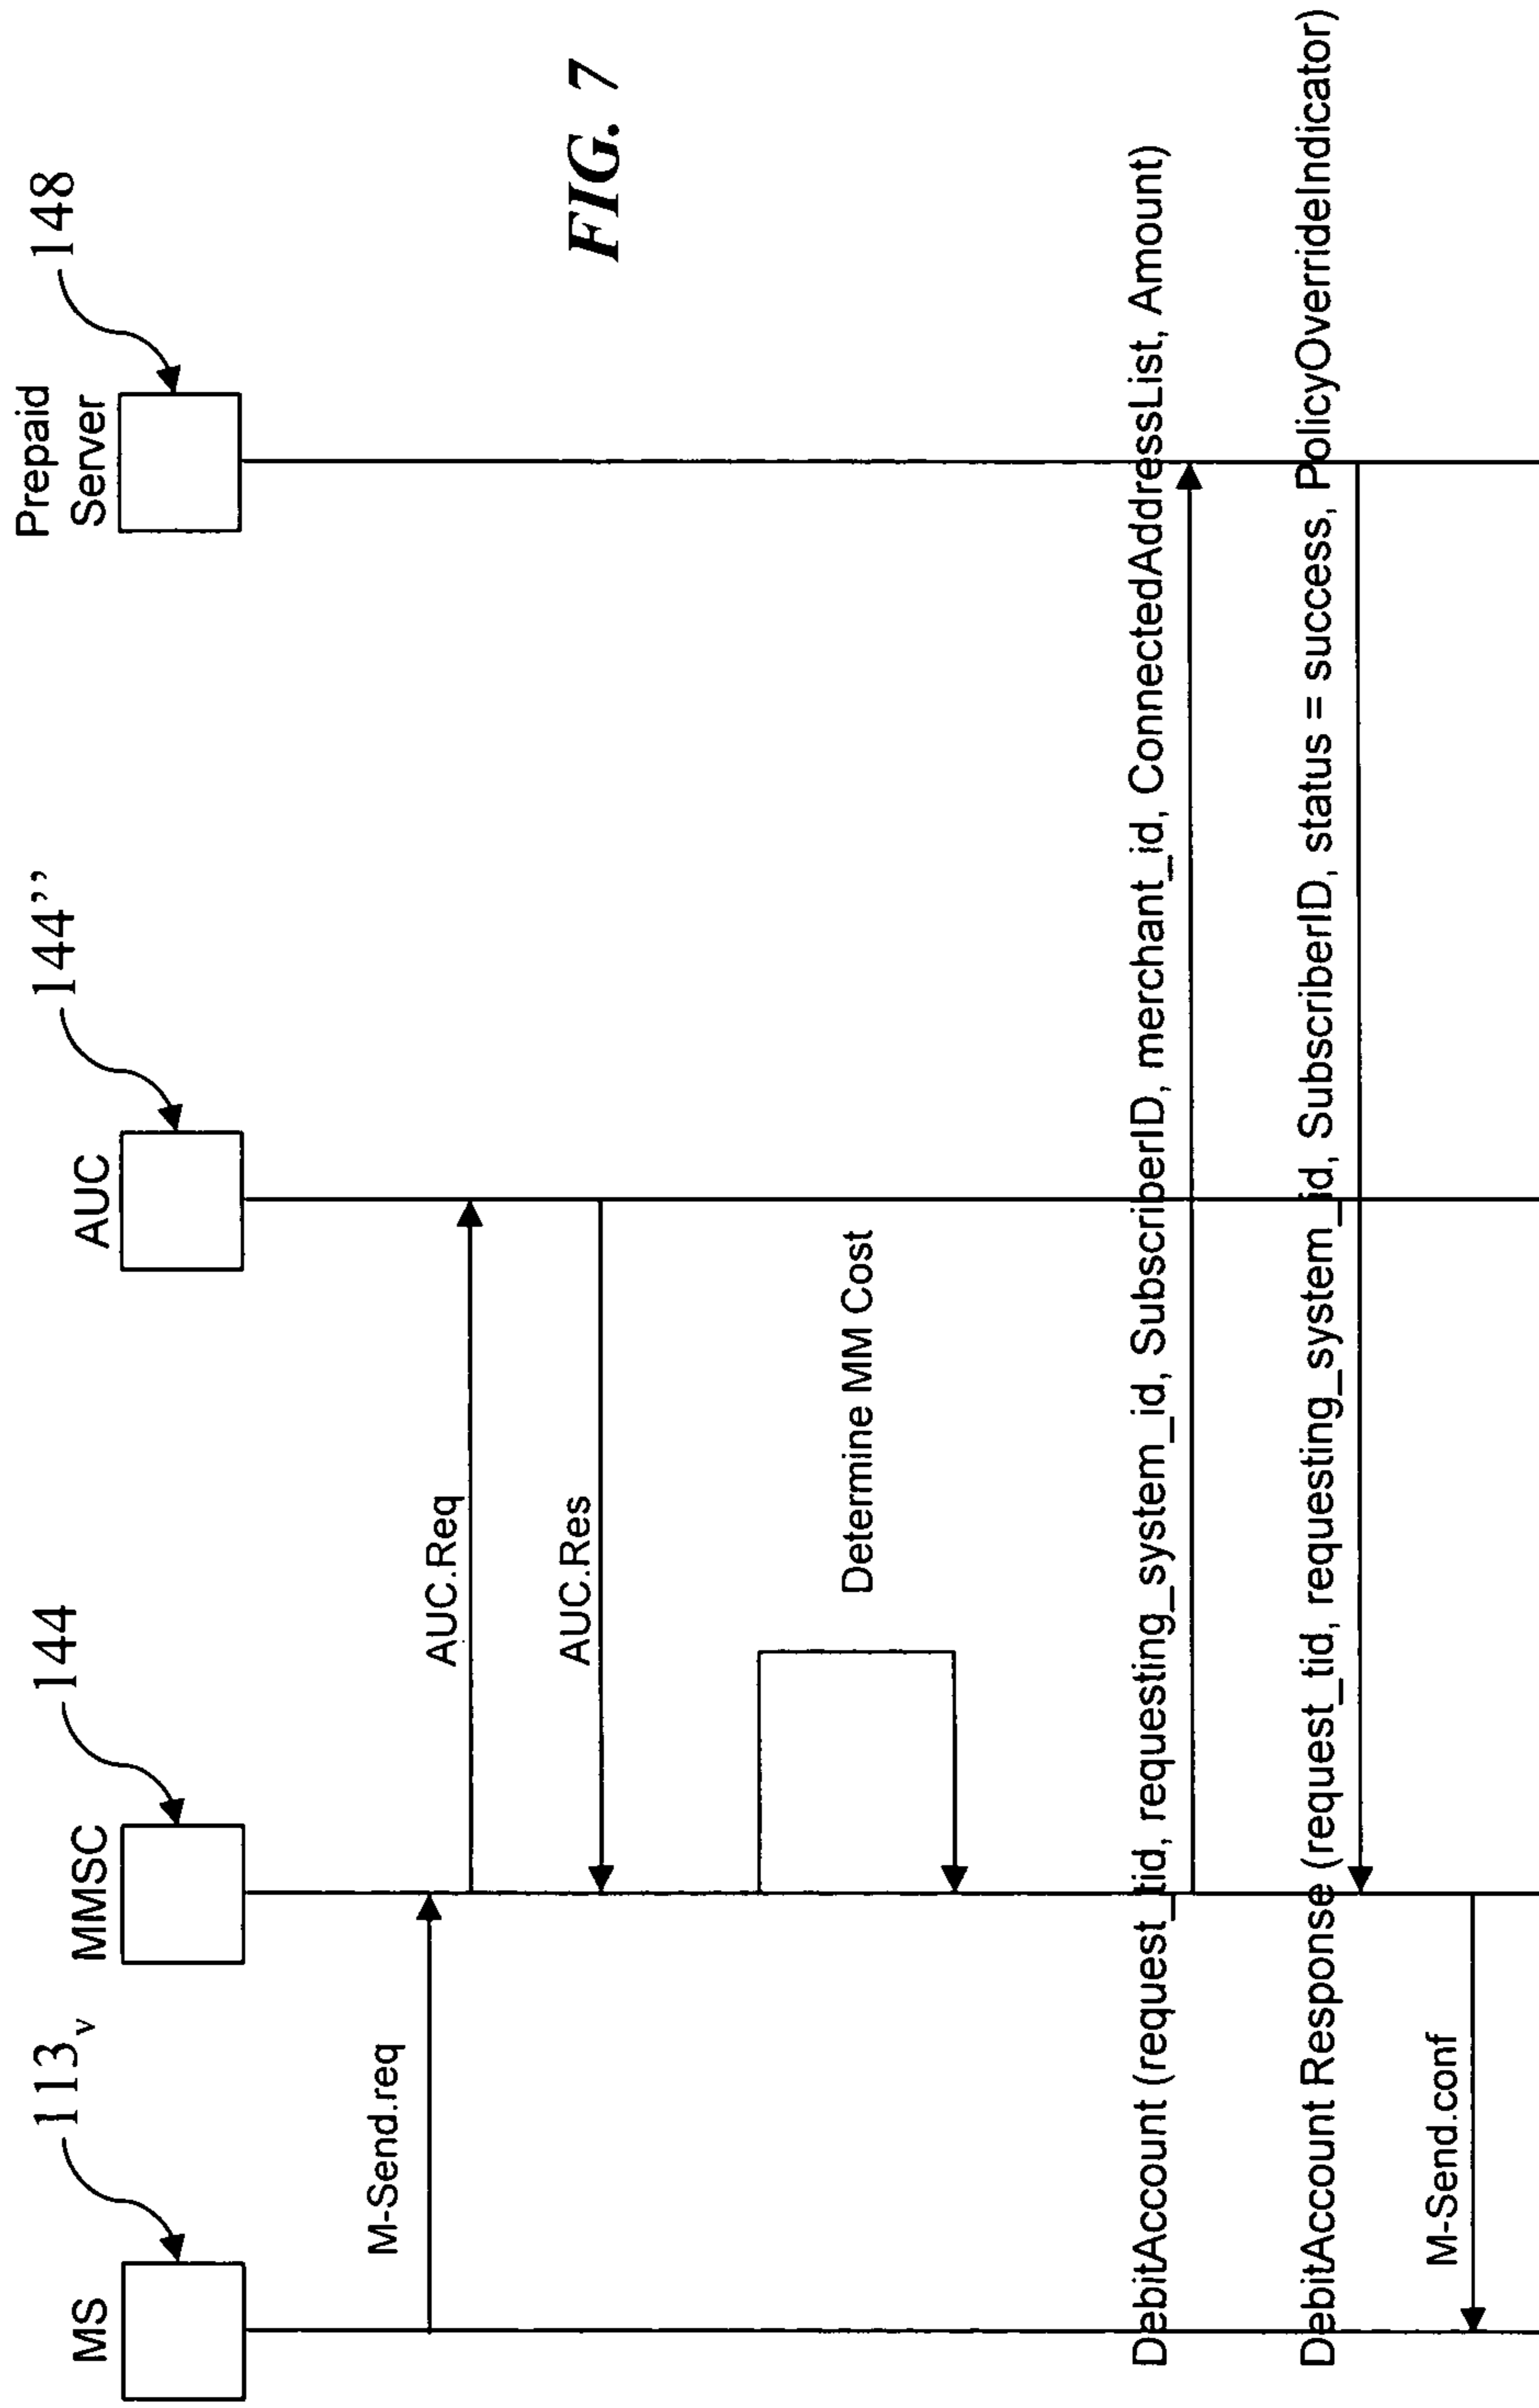 MS
113v
MMSC
144
AUC
144’’
Prepaid
Server
148
M-Send.req
AUC.Req
AUC.Res
FIG. 7
Determine MM Cost
DebitAccount (request_tid, requesting_system_id, SubscriberID, merchant_id, ConnectedAddressList, Amount)
DebitAccount Response (request_tid, requesting_system_id, SubscriberID, status = success, PolicyOverrideIndicator)
M-Send.conf